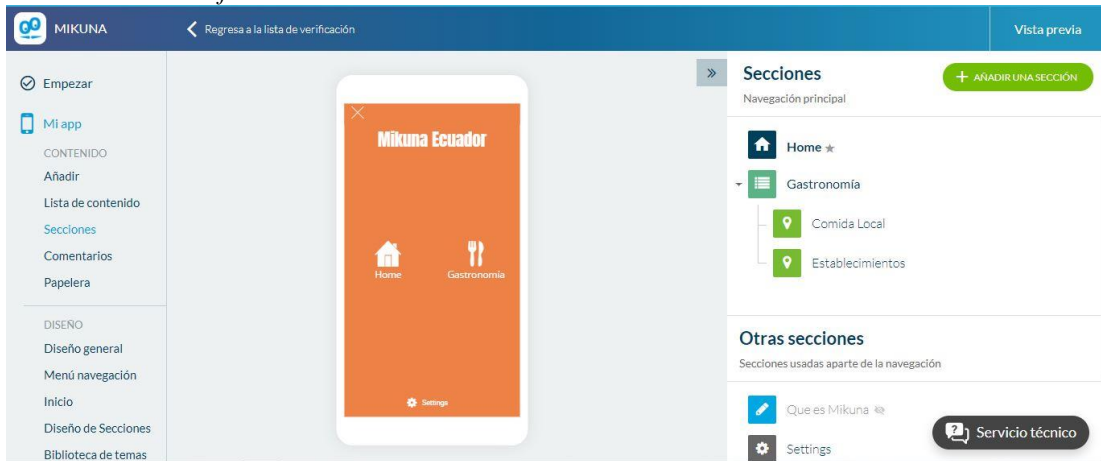 MIKUNA
Regresa a la lista de verificación
Vista previa
Empezar
Mi app
CONTENIDO
Añadir
Lista de contenido
Secciones
Comentarios
Papelera
DISEÑO
Diseño general
Menú navegación
Inicio
Diseño de Secciones
Biblioteca de temas
Mikuna Ecuador
Home
Gastronomía
Settings
Secciones
AÑADIR UNA SECCIÓN
Navegación principal
Home
Gastronomía
Comida Local
Establecimientos
Otras secciones
Secciones usadas aparte de la navegación
Que es Mikuna
Settings
Servicio técnico